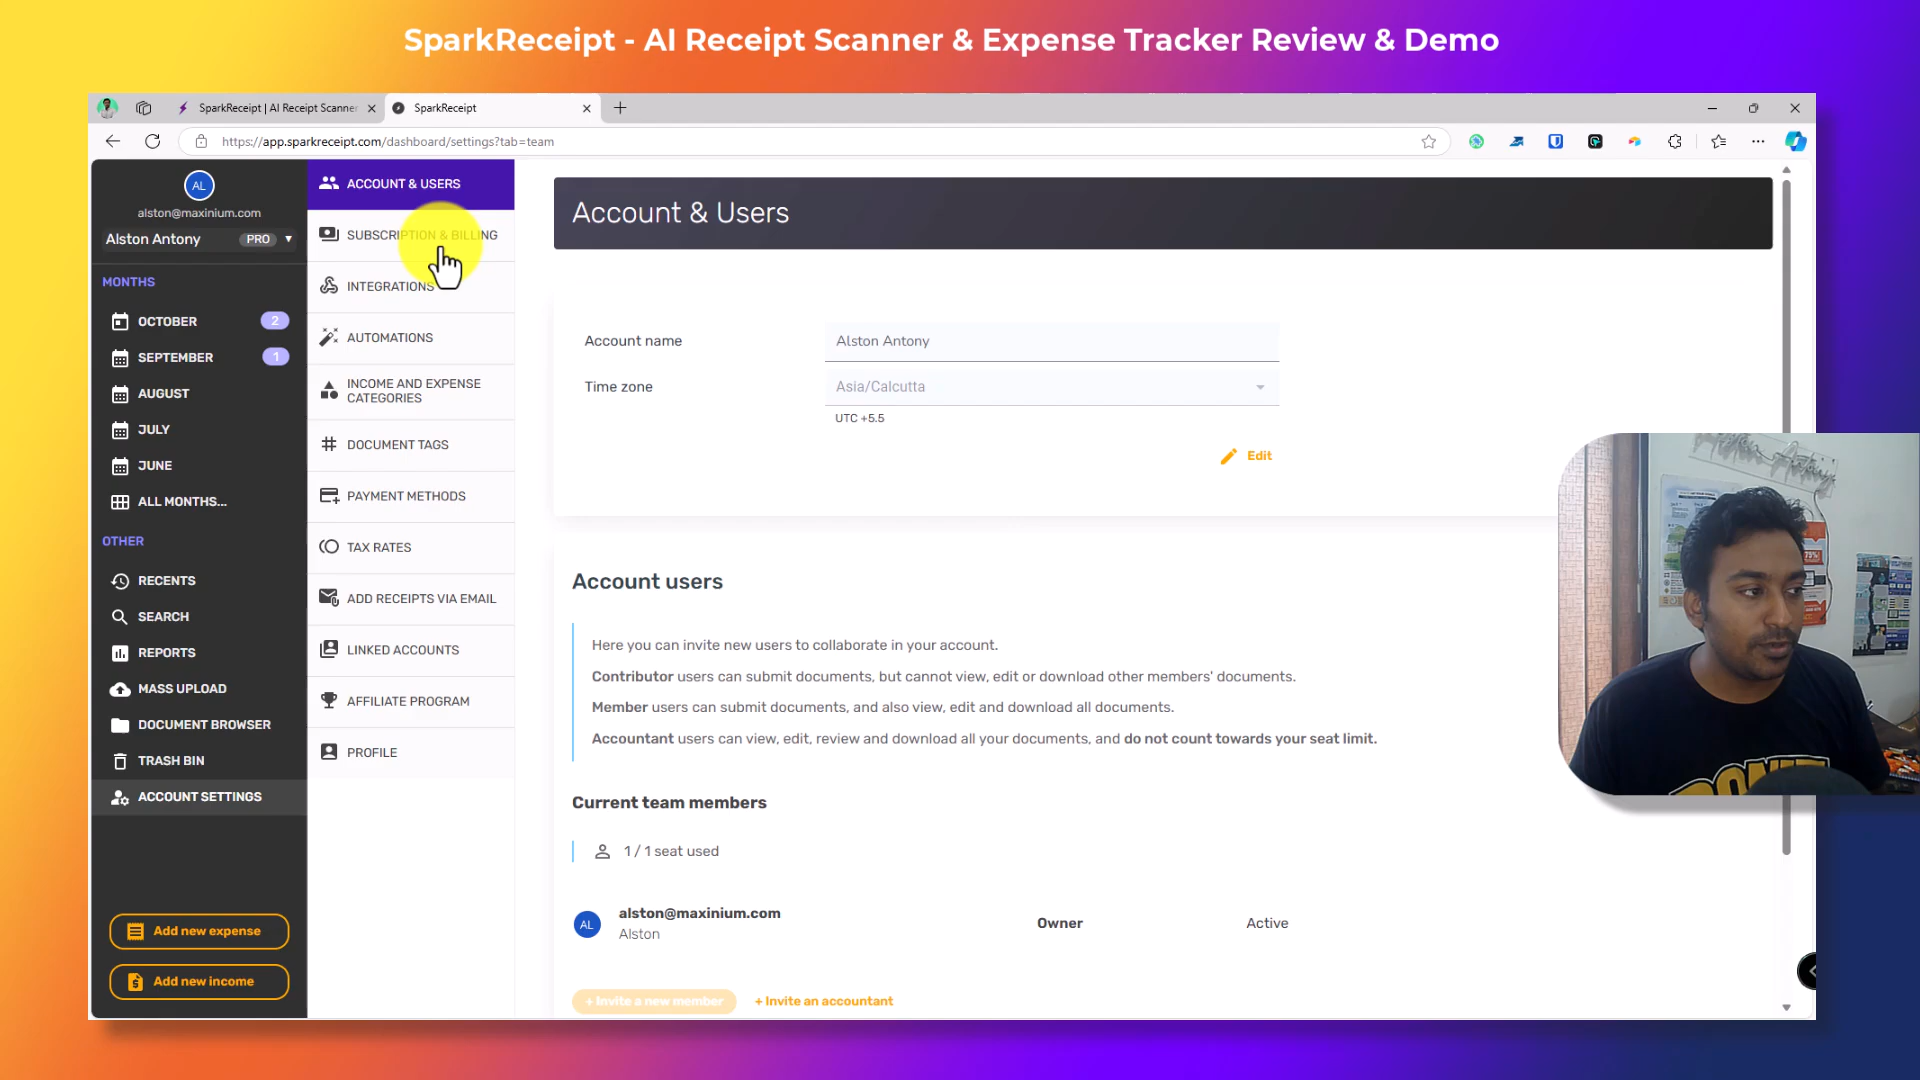 SparkReceipt - AI Receipt Scanner & Expense Tracker Review & Demo
SparkReceipt | AI Receipt Scanner
SparkReceipt
https://app.sparkreceipt.com/dashboard/settings?tab=team
AL
alston@maxinium.com
Alston Antony PRO
MONTHS
OCTOBER 2
SEPTEMBER 1
AUGUST
JULY
JUNE
ALL MONTHS...
OTHER
RECENTS
SEARCH
REPORTS
MASS UPLOAD
DOCUMENT BROWSER
TRASH BIN
ACCOUNT SETTINGS
Add new expense
Add new income
ACCOUNT & USERS
SUBSCRIPTION & BILLING
INTEGRATIONS
AUTOMATIONS
INCOME AND EXPENSE
CATEGORIES
DOCUMENT TAGS
PAYMENT METHODS
TAX RATES
ADD RECEIPTS VIA EMAIL
LINKED ACCOUNTS
AFFILIATE PROGRAM
PROFILE
Account & Users
Account name Alston Antony
Time zone Asia/Calcutta
UTC +5.5
Edit
Account users
Here you can invite new users to collaborate in your account.
Contributor users can submit documents, but cannot view, edit or download other members' documents.
Member users can submit documents, and also view, edit and download all documents.
Accountant users can view, edit, review and download all your documents, and do not count towards your seat limit.
Current team members
1 / 1 seat used
AL
alston@maxinium.com
Alston
Owner
Active
+ Invite a new member
+ Invite an accountant